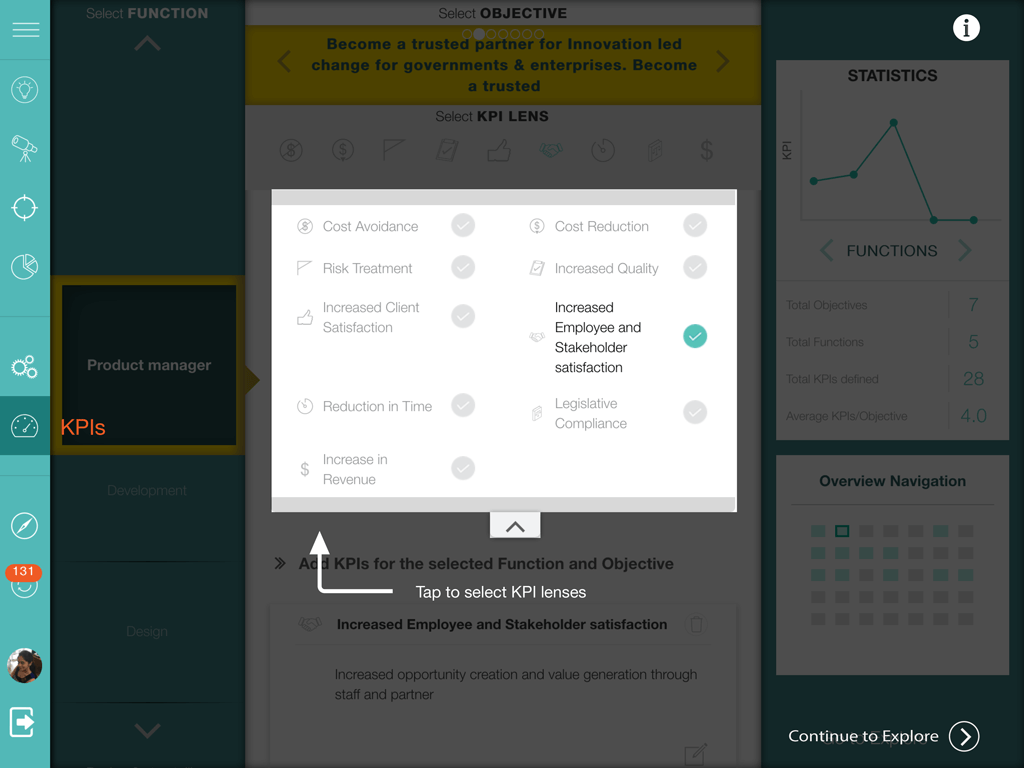 Select FUNCTION
Product manager
KPIs
Development
Design
131
Select OBJECTIVE
Become a trusted partner for Innovation led
change for governments & enterprises. Become
a trusted
Select KPI LENS
Cost Avoidance
Cost Reduction
Risk Treatment
Increased Quality
Increased Client
Satisfaction
Increased
Employee and
Stakeholder
satisfaction
Reduction in Time
Legislative
Compliance
Increase in
Revenue
Add KPIs for the selected Function and Objective
Tap to select KPI lenses
Increased Employee and Stakeholder satisfaction
Increased opportunity creation and value generation through
staff and partner
STATISTICS
KPI
FUNCTIONS
Total Objectives 7
Total Functions 5
Total KPIs defined 28
Average KPIs/Objective 4.0
Overview Navigation
Continue to Explore